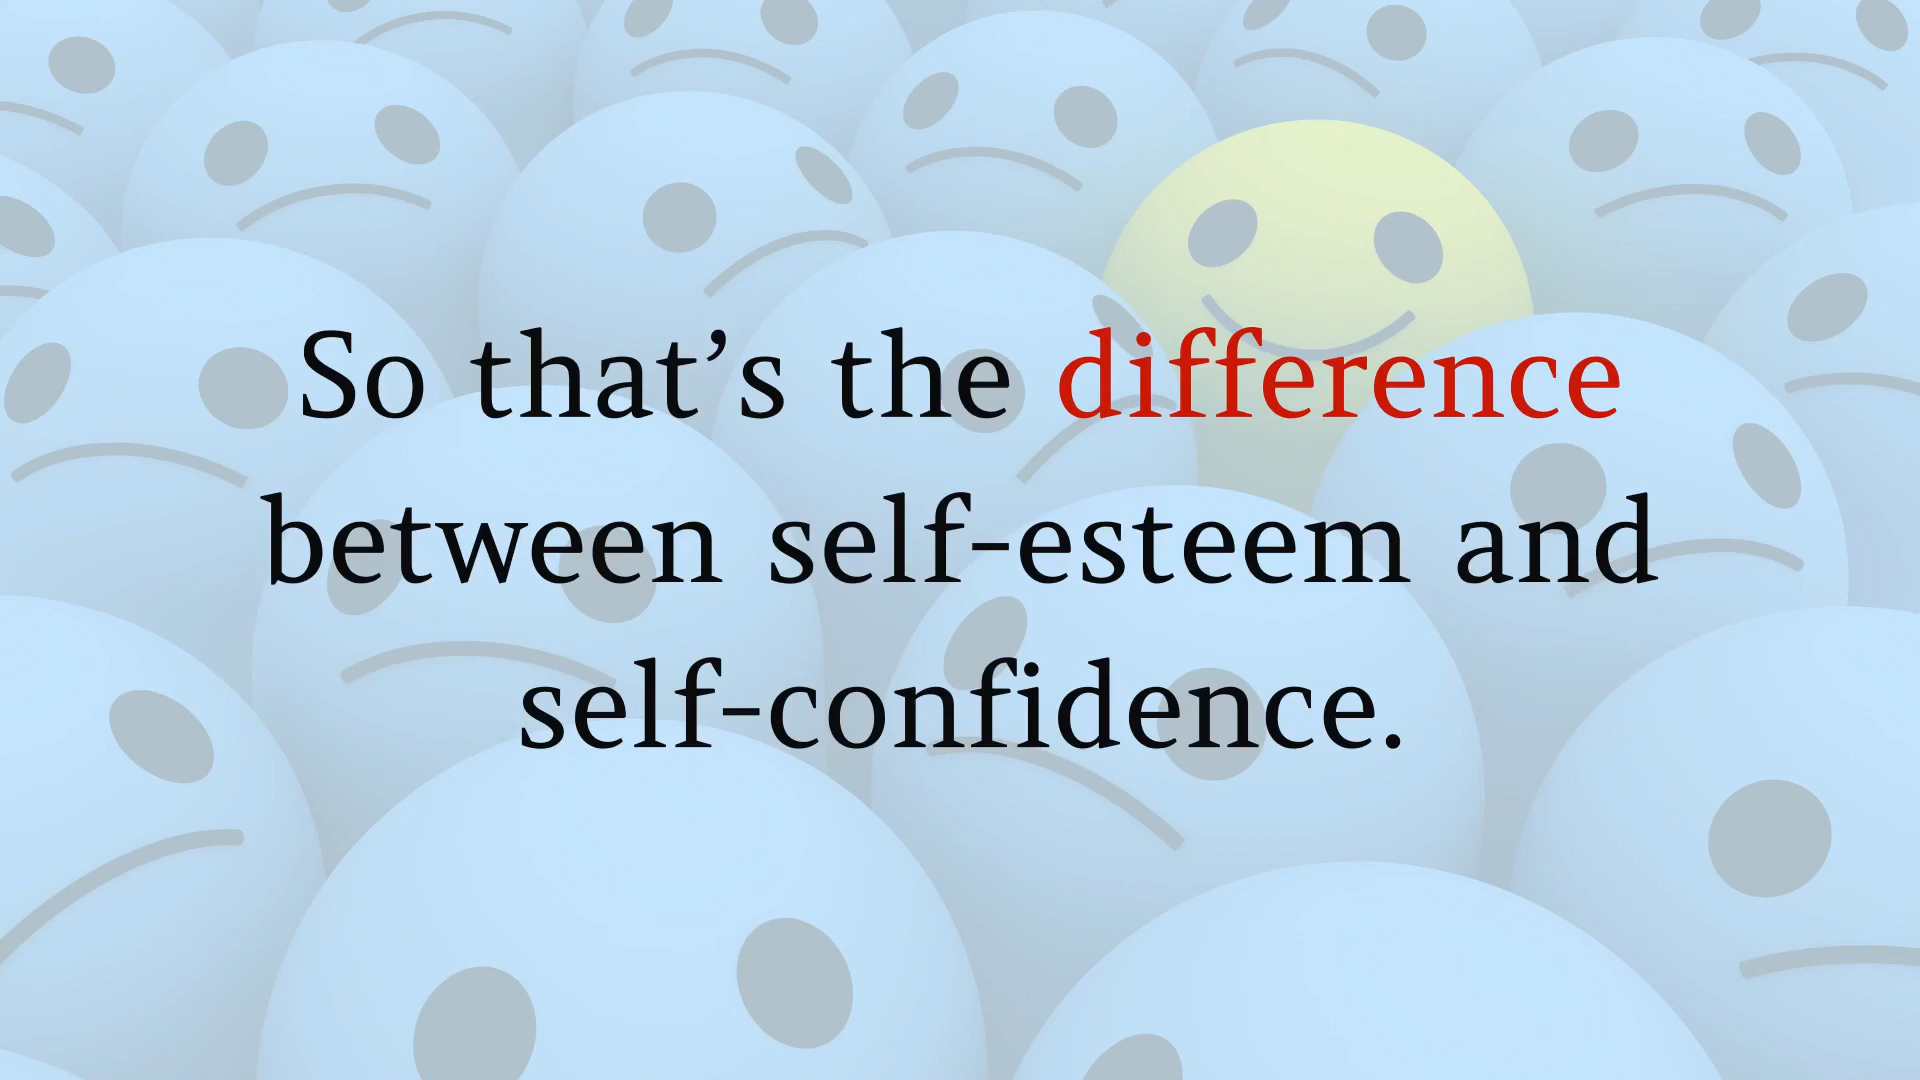 So that’s the difference
between self-esteem and
self-confidence.